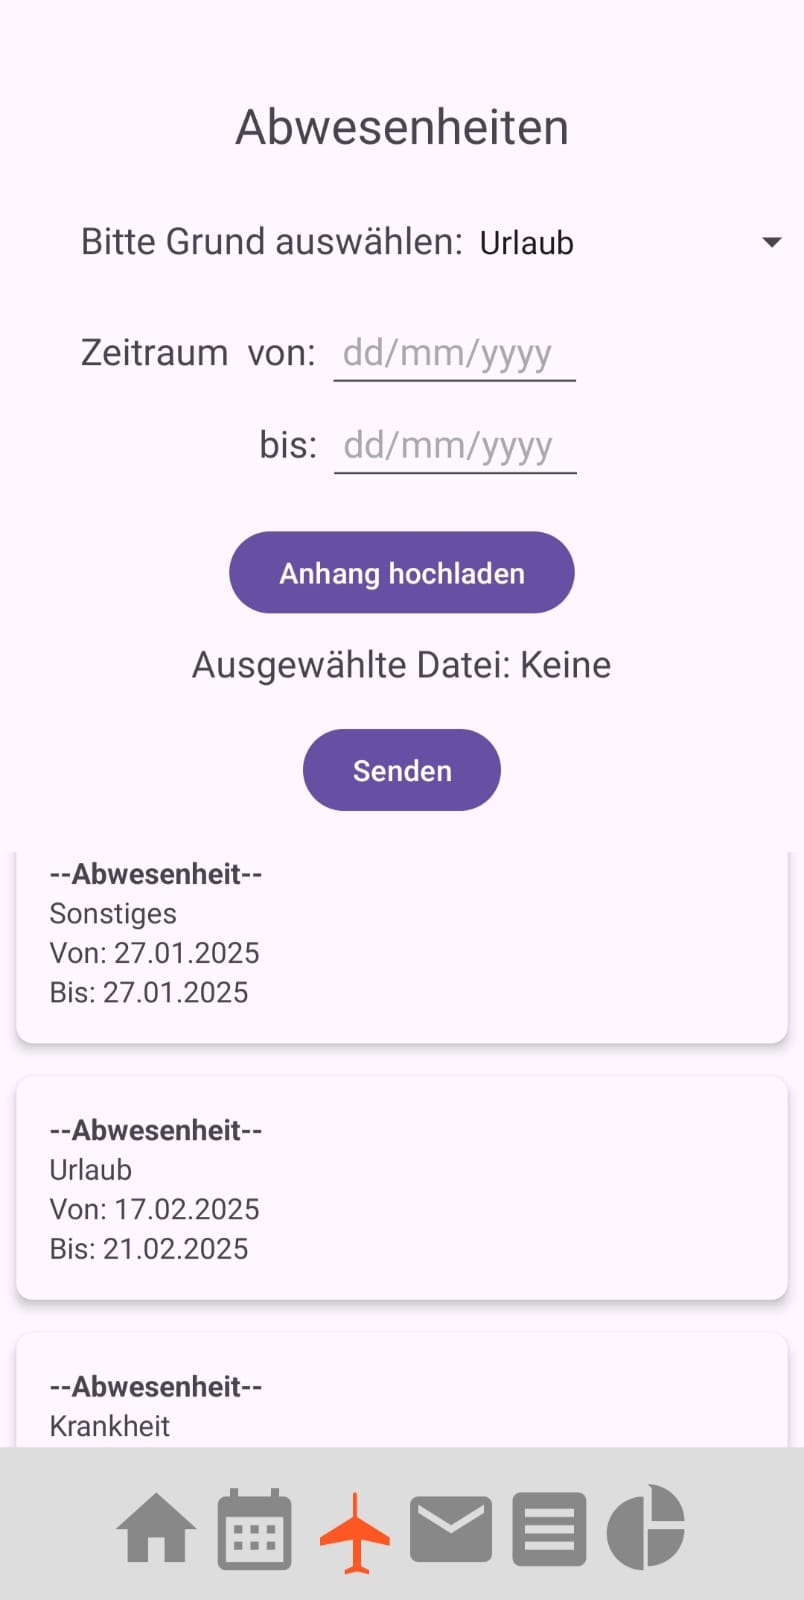 Abwesenheiten
Bitte Grund auswählen: Urlaub
Zeitraum von: dd/mm/yyyy
bis: dd/mm/yyyy
Anhang hochladen
Ausgewählte Datei: Keine
Senden
--Abwesenheit--
Sonstiges
Von: 27.01.2025
Bis: 27.01.2025
--Abwesenheit--
Urlaub
Von: 17.02.2025
Bis: 21.02.2025
--Abwesenheit--
Krankheit